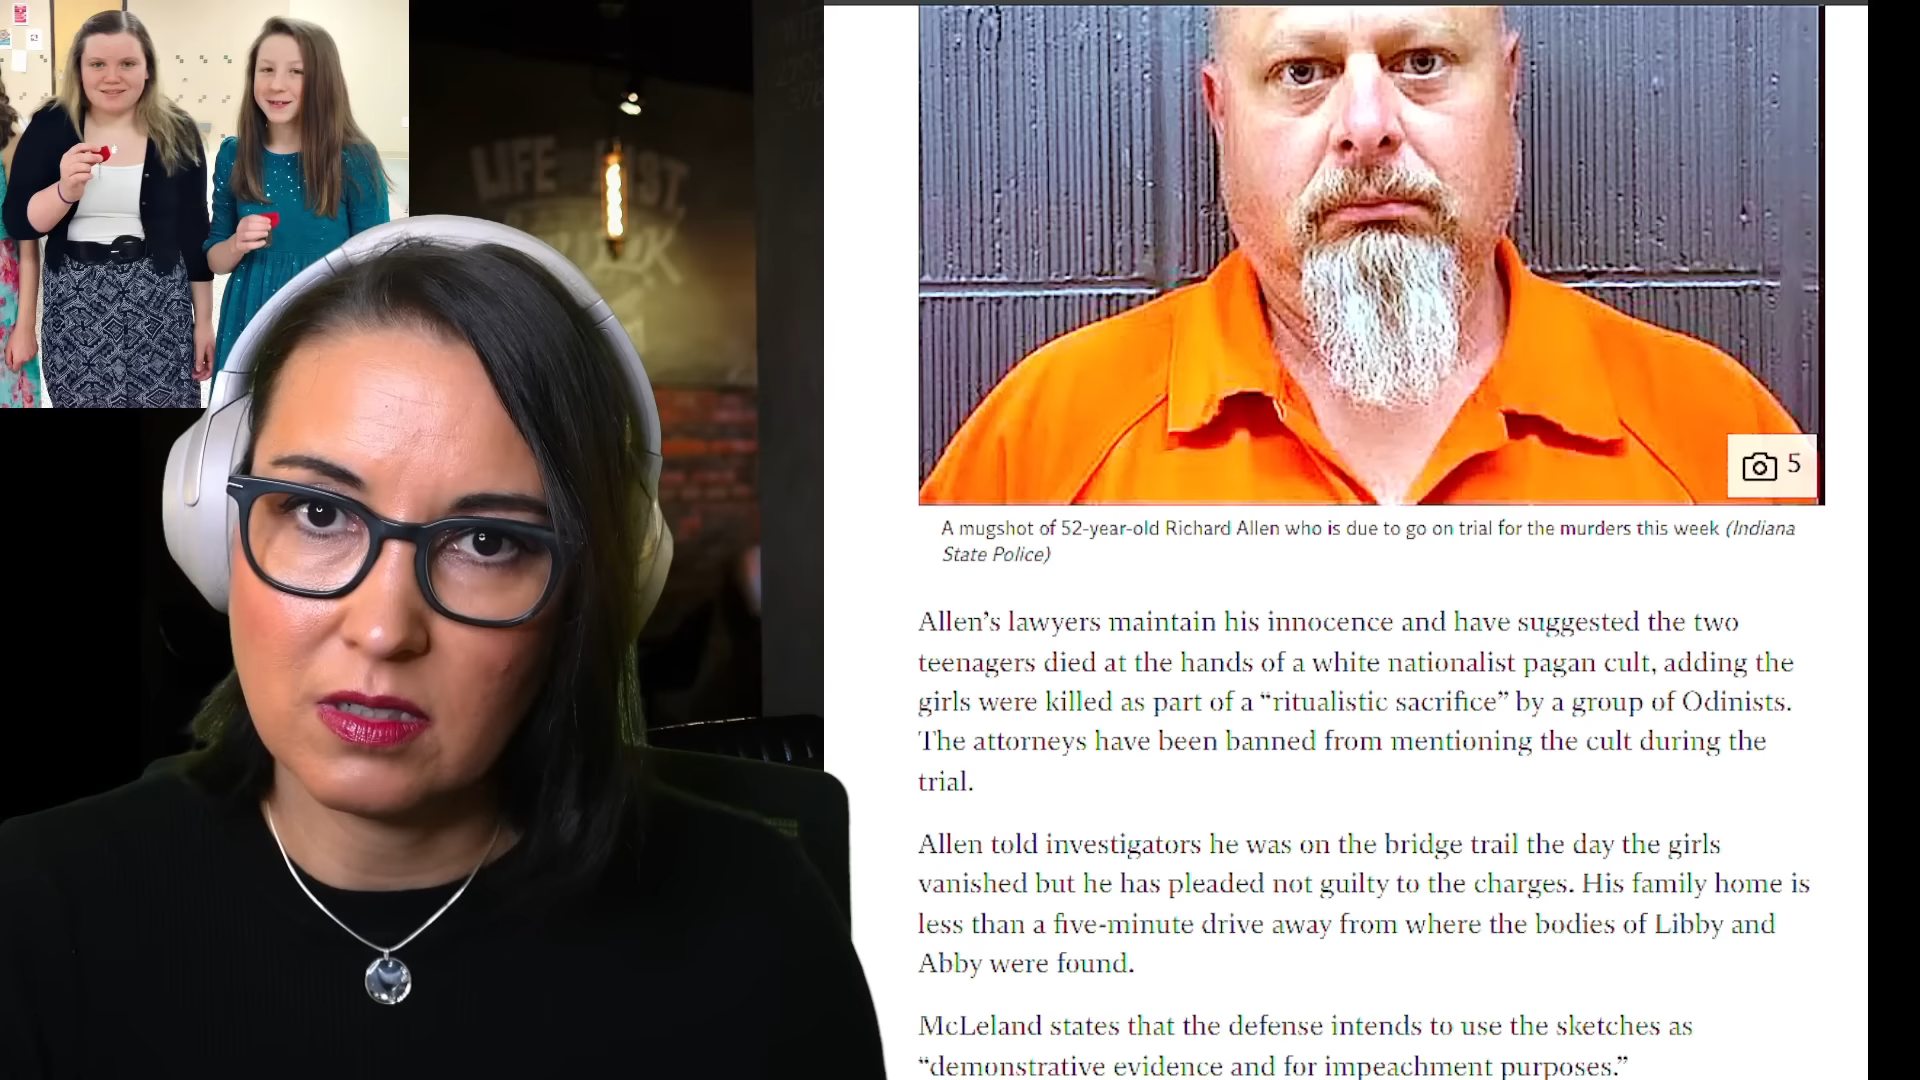 LIFE
5
A mugshot of 52-year-old Richard Allen who is due to go on trial for the murders this week (Indiana
State Police)
Allen’s lawyers maintain his innocence and have suggested the two
teenagers died at the hands of a white nationalist pagan cult, adding the
girls were killed as part of a “ritualistic sacrifice” by a group of Odinists.
The attorneys have been banned from mentioning the cult during the
trial.
Allen told investigators he was on the bridge trail the day the girls
vanished but he has pleaded not guilty to the charges. His family home is
less than a five-minute drive away from where the bodies of Libby and
Abby were found.
McLeland states that the defense intends to use the sketches as
“demonstrative evidence and for impeachment purposes.”